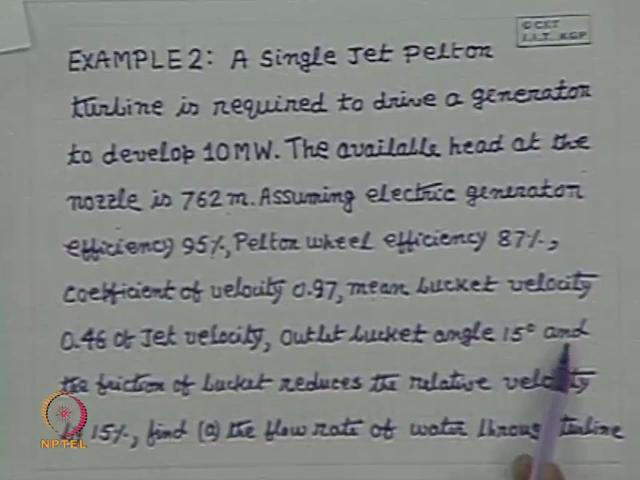 © CET
I.I.T. KGP
EXAMPLE 2: A Single Jet Pelton
turbine is required to drive a generator
to develop 10 MW. The available head at the
nozzle is 762 m. Assuming electric generator
efficiency 95%, Pelton wheel efficiency 87%,
coefficient of velocity 0.97, mean bucket velocity
0.46 of Jet velocity, outlet bucket angle 15° and
the friction of bucket reduces the relative velocity
15%, find (a) the flow rate of water turbine
NPTEL